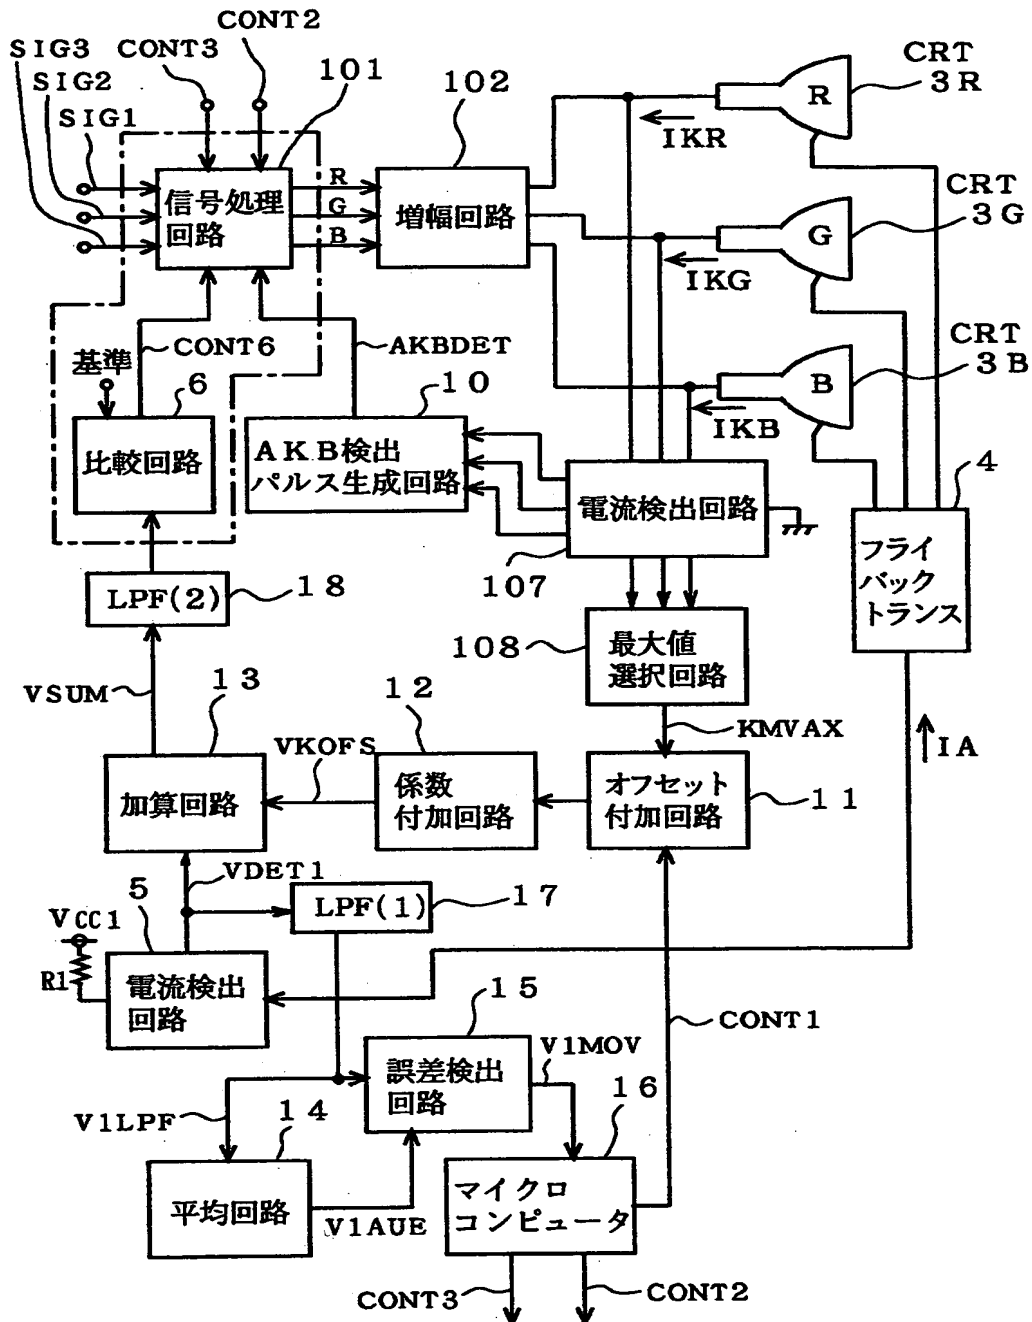 CONT2
CONT3
SIG3
SIG2
SIG1
101
102
CRT
3R
R
IKR
信号処理
回路
R
G
B
増幅回路
CRT
3G
G
IKG
CONT6
AKBDET
基準
6
10
CRT
3B
B
IKB
比較回路
AKB検出
パルス生成回路
電流検出回路
4
フライ
バック
トランス
107
LPF(2)
18
108
最大値
選択回路
VSUM
13
12
KMVAX
IA
VKOFS
加算回路
係数
付加回路
オフセット
付加回路
11
VDET1
5
LPF(1)
17
VCC1
R1
電流検出
回路
15
CONT1
誤差検出
回路
V1MOV
16
V1LPF
14
平均回路
V1AUE
マイクロ
コンピュータ
CONT3
CONT2